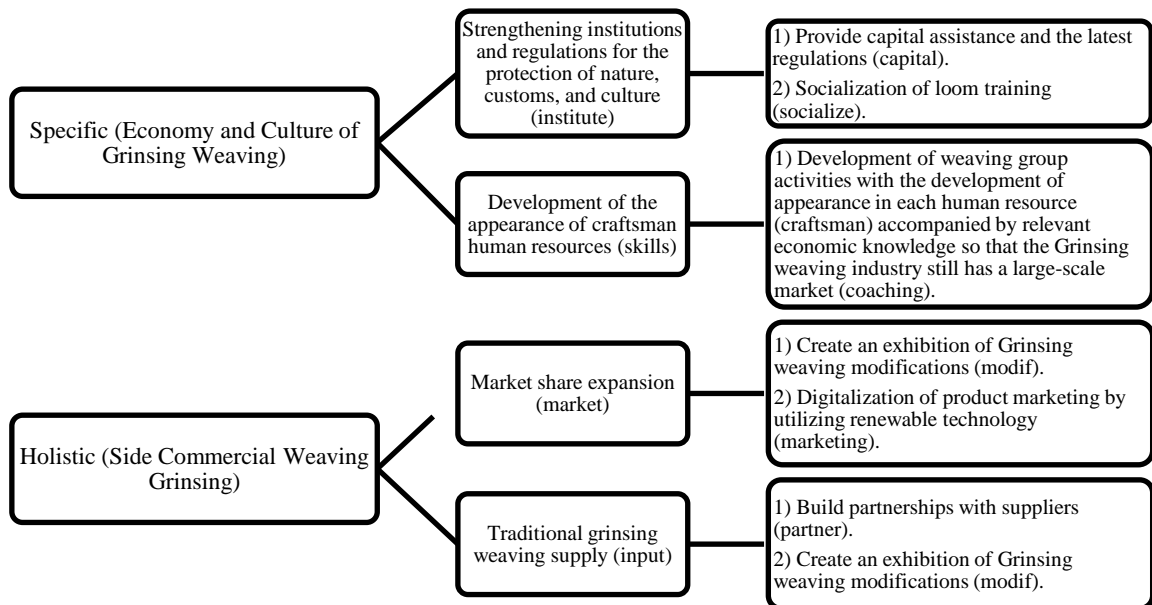 Specific (Economy and Culture of
Grinsing Weaving)
Strengthening institutions
and regulations for the
protection of nature,
customs, and culture
(institute)
1) Provide capital assistance and the latest
regulations (capital).
2) Socialization of loom training
(socialize).
Development of the
appearance of craftsman
human resources (skills)
1) Development of weaving group
activities with the development of
appearance in each human resource
(craftsman) accompanied by relevant
economic knowledge so that the Grinsing
weaving industry still has a large-scale
market (coaching).
Holistic (Side Commercial Weaving
Grinsing)
Market share expansion
(market)
1) Create an exhibition of Grinsing
weaving modifications (modif).
2) Digitalization of product marketing by
utilizing renewable technology
(marketing).
Traditional grinsing
weaving supply (input)
1) Build partnerships with suppliers
(partner).
2) Create an exhibition of Grinsing
weaving modifications (modif).